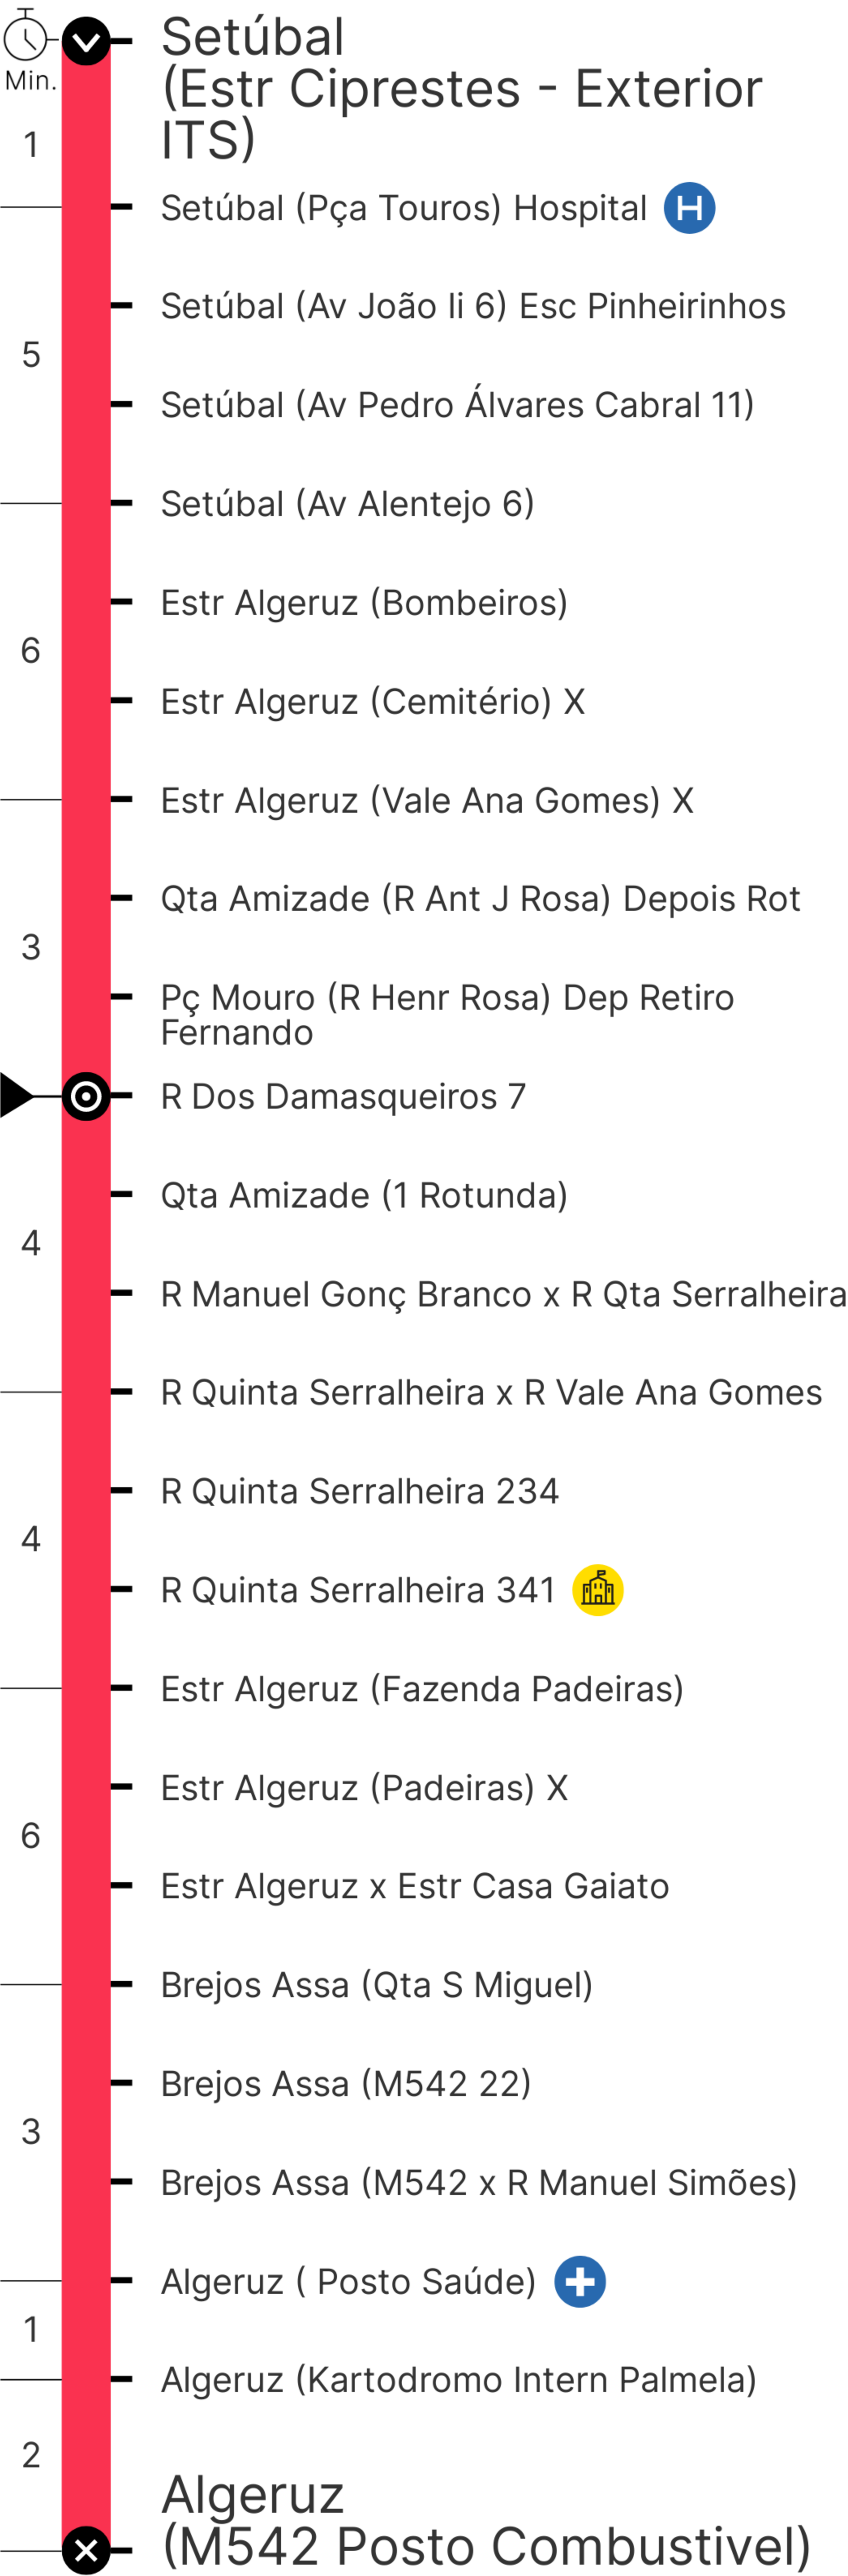 Setúbal
Min.
(Estr Ciprestes - Exterior
1
ITS)
Setúbal (Pça Touros) Hospital H
Setúbal (Av João Ii 6) Esc Pinheirinhos
5
Setúbal (Av Pedro Álvares Cabral 11)
Setúbal (Av Alentejo 6)
Estr Algeruz (Bombeiros)
6
Estr Algeruz (Cemitério) X
Estr Algeruz (Vale Ana Gomes) X
Qta Amizade (R Ant J Rosa) Depois Rot
3
Pç Mouro (R Henr Rosa) Dep Retiro
Fernando
R Dos Damasqueiros 7
Qta Amizade (1 Rotunda)
4
R Manuel Gonç Branco x R Qta Serralheira
R Quinta Serralheira x R Vale Ana Gomes
R Quinta Serralheira 234
4
R Quinta Serralheira 341
Estr Algeruz (Fazenda Padeiras)
Estr Algeruz (Padeiras) X
6
Estr Algeruz x Estr Casa Gaiato
Brejos Assa (Qta S Miguel)
Brejos Assa (M542 22)
3
Brejos Assa (M542 x R Manuel Simões)
Algeruz ( Posto Saúde)
1
Algeruz (Kartodromo Intern Palmela)
2
Algeruz
(M542 Posto Combustivel)